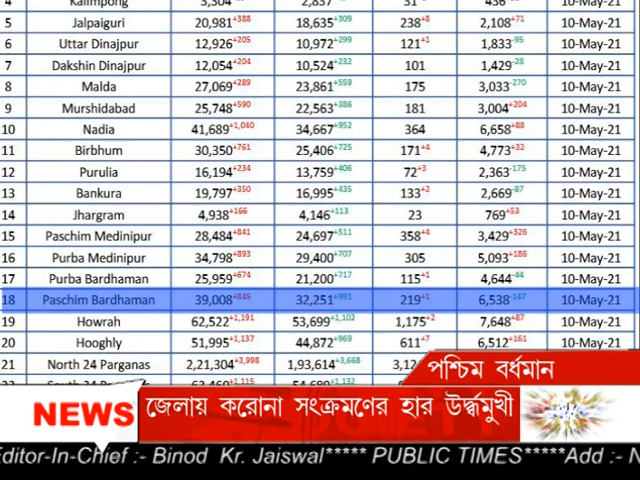 4 Kalimpong 3,304 2,837 31 436 10-May-21
5 Jalpaiguri 20,981+388 18,635+309 238+8 2,108+71 10-May-21
6 Uttar Dinajpur 12,926+205 10,972+299 121+1 1,833-95 10-May-21
7 Dakshin Dinajpur 12,054+204 10,524+232 101 1,429-28 10-May-21
8 Malda 27,069+289 23,861+559 175 3,033-270 10-May-21
9 Murshidabad 25,748+590 22,563+386 181 3,004+204 10-May-21
10 Nadia 41,689+1,040 34,667+952 364 6,658+88 10-May-21
11 Birbhum 30,350+761 25,406+725 171+4 4,773+32 10-May-21
12 Purulia 16,194+234 13,759+406 72+3 2,363-175 10-May-21
13 Bankura 19,797+350 16,995+435 133+2 2,669-87 10-May-21
14 Jhargram 4,938+166 4,146+113 23 769+53 10-May-21
15 Paschim Medinipur 28,484+841 24,697+511 358+4 3,429+326 10-May-21
16 Purba Medinipur 34,798+893 29,400+707 305 5,093+186 10-May-21
17 Purba Bardhaman 25,959+674 21,200+717 115+1 4,644-44 10-May-21
18 Paschim Bardhaman 39,008+845 32,251+991 219+1 6,538-147 10-May-21
19 Howrah 62,522+1,191 53,699+1,102 1,175+2 7,648+87 10-May-21
20 Hooghly 51,995+1,137 44,872+969 611+7 6,512+161 10-May-21
21 North 24 Parganas 2,21,304+3,998 1,93,614+3,668
পশ্চিম বর্ধমান
NEWS জেলায় করোনা সংক্রমণের হার উর্দ্ধমুখী
Editor-In-Chief :- Binod Kr. Jaiswal***** PUBLIC TIMES*****Add :- N